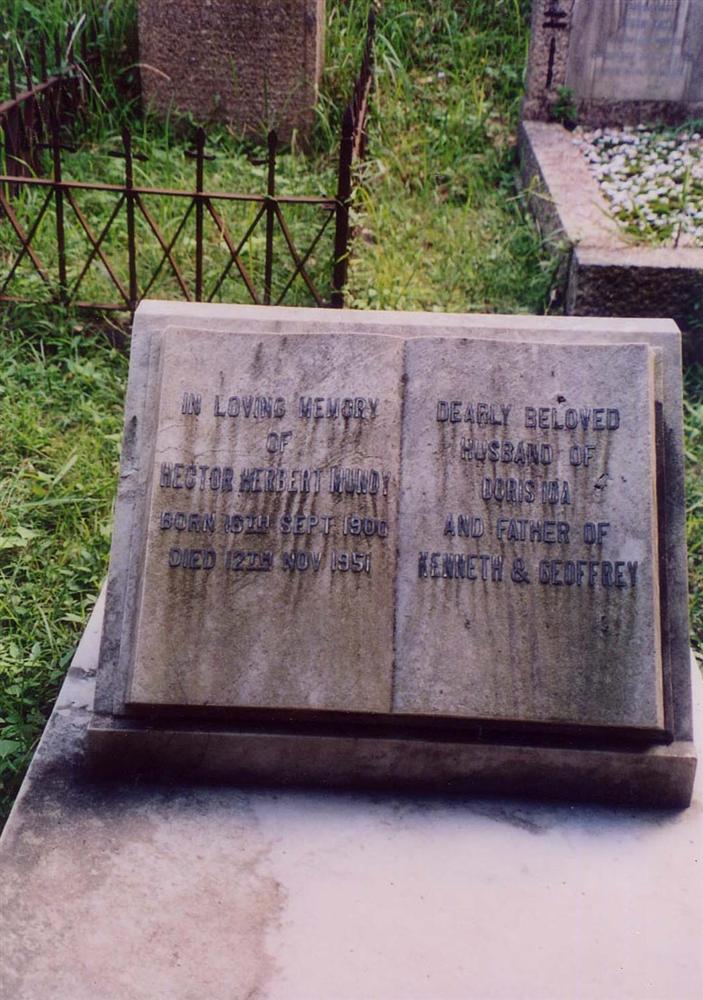 IN LOVING MEMORY
OF
HECTOR HERBERT MUNDY
BORN 16TH SEPT 1900
DIED 12TH NOV 1951
DEARLY BELOVED
HUSBAND OF
DORIS IDA
AND FATHER OF
KENNETH & GEOFFREY